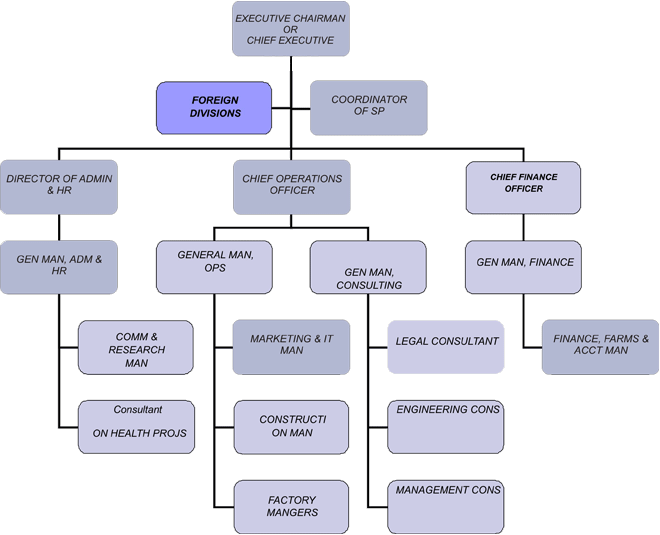 EXECUTIVE CHAIRMAN
OR
CHIEF EXECUTIVE
FOREIGN
DIVISIONS
COORDINATOR
OF SP
DIRECTOR OF ADMIN
& HR
CHIEF OPERATIONS
OFFICER
CHIEF FINANCE
OFFICER
GEN MAN, ADM &
HR
GENERAL MAN,
OPS
GEN MAN,
CONSULTING
GEN MAN, FINANCE
COMM &
RESEARCH
MAN
MARKETING & IT
MAN
LEGAL CONSULTANT
FINANCE, FARMS &
ACCT MAN
Consultant
ON HEALTH PROJS
CONSTRUCTI
ON MAN
ENGINEERING CONS
FACTORY
MANGERS
MANAGEMENT CONS